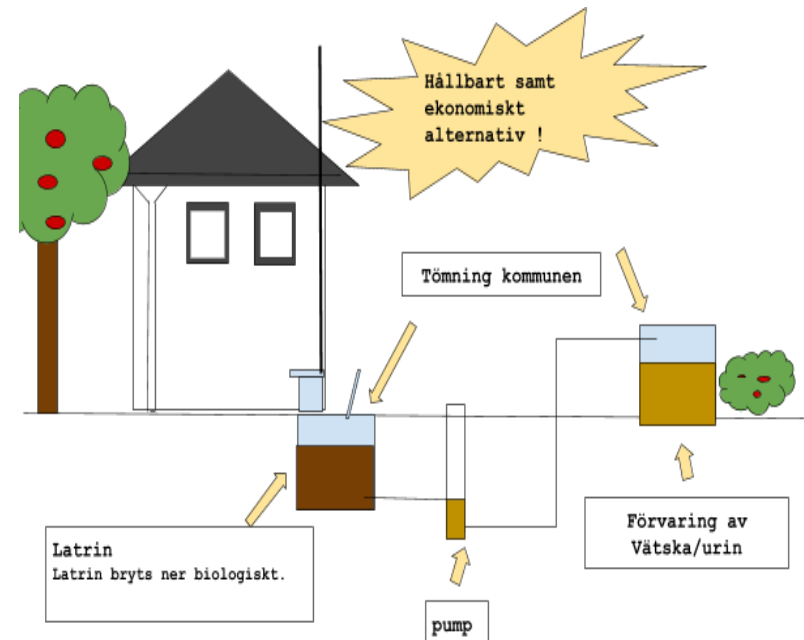 Hållbart samt
ekonomiskt
alternativ !
Tömning kommunen
Latrin
Latrin bryts ner biologiskt.
Förvaring av
Vätska/urin
pump